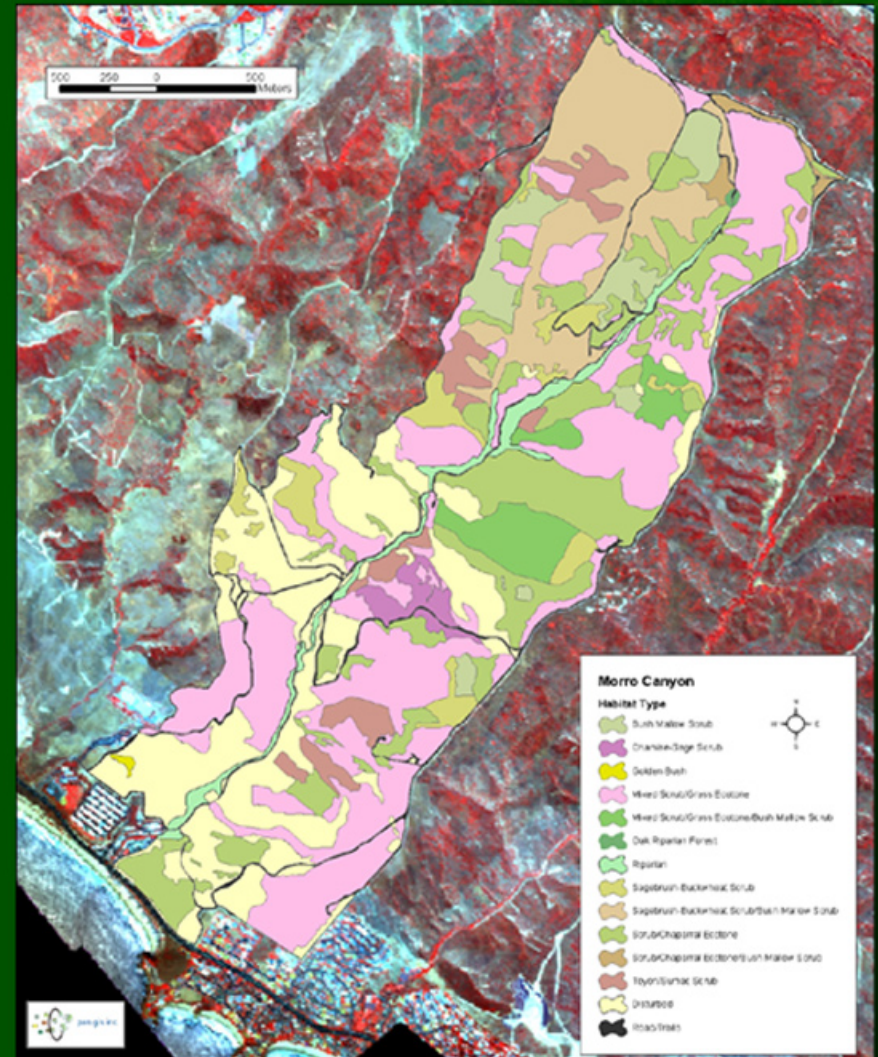 500 250 0 500
Meters
Morro Canyon
Habitat Type
N
W E
S
Bush Mallow Scrub
Chamise-Sage Scrub
Golden Bush
Mixed Scrub/Grass Ecotone
Mixed Scrub/Grass Ecotone/Bush Mallow Scrub
Oak Riparian Forest
Riparian
Sagebrush-Buckwheat Scrub
Sagebrush-Buckwheat Scrub/Bush Mallow Scrub
Scrub/Chaparral Ecotone
Scrub/Chaparral Ecotone/Bush Mallow Scrub
Toyon/Sumac Scrub
Disturbed
Road/Trails